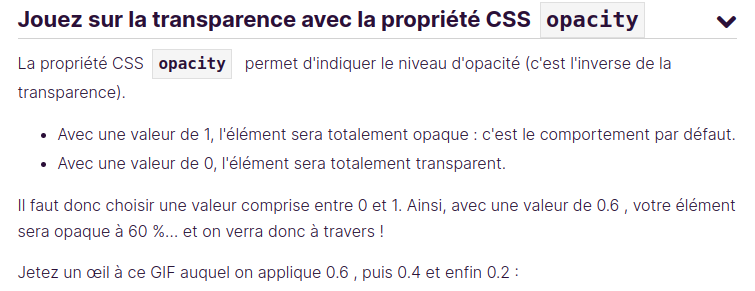 Jouez sur la transparence avec la propriété CSS opacity
La propriété CSS opacity permet d'indiquer le niveau d'opacité (c'est l'inverse de la
transparence).
• Avec une valeur de 1, l'élément sera totalement opaque : c'est le comportement par défaut.
• Avec une valeur de 0, l'élément sera totalement transparent.
Il faut donc choisir une valeur comprise entre 0 et 1. Ainsi, avec une valeur de 0.6 , votre élément
sera opaque à 60 %… et on verra donc à travers !
Jetez un œil à ce GIF auquel on applique 0.6 , puis 0.4 et enfin 0.2 :